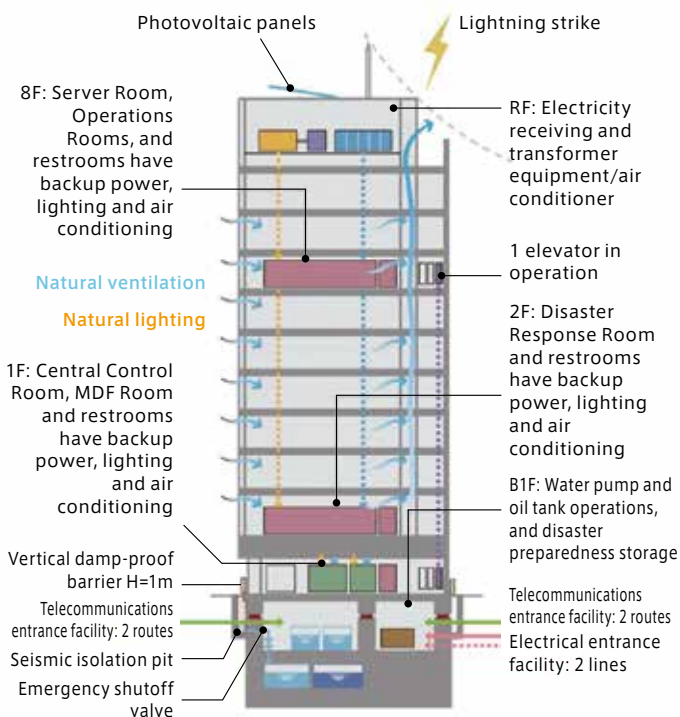 Photovoltaic panels
Lightning strike
8F: Server Room,
Operations
Rooms, and
restrooms have
backup power,
lighting and air
conditioning
Natural ventilation
Natural lighting
1F: Central Control
Room, MDF Room
and restrooms
have backup
power, lighting
and air
conditioning
Vertical damp-proof
barrier H=1m
Telecommunications
entrance facility: 2 routes
Seismic isolation pit
Emergency shutoff
valve
RF: Electricity
receiving and
transformer
equipment/air
conditioner
1 elevator in
operation
2F: Disaster
Response Room
and restrooms
have backup
power, lighting
and air
conditioning
B1F: Water pump and
oil tank operations,
and disaster
preparedness storage
Telecommunications
entrance facility: 2 routes
Electrical entrance
facility: 2 lines